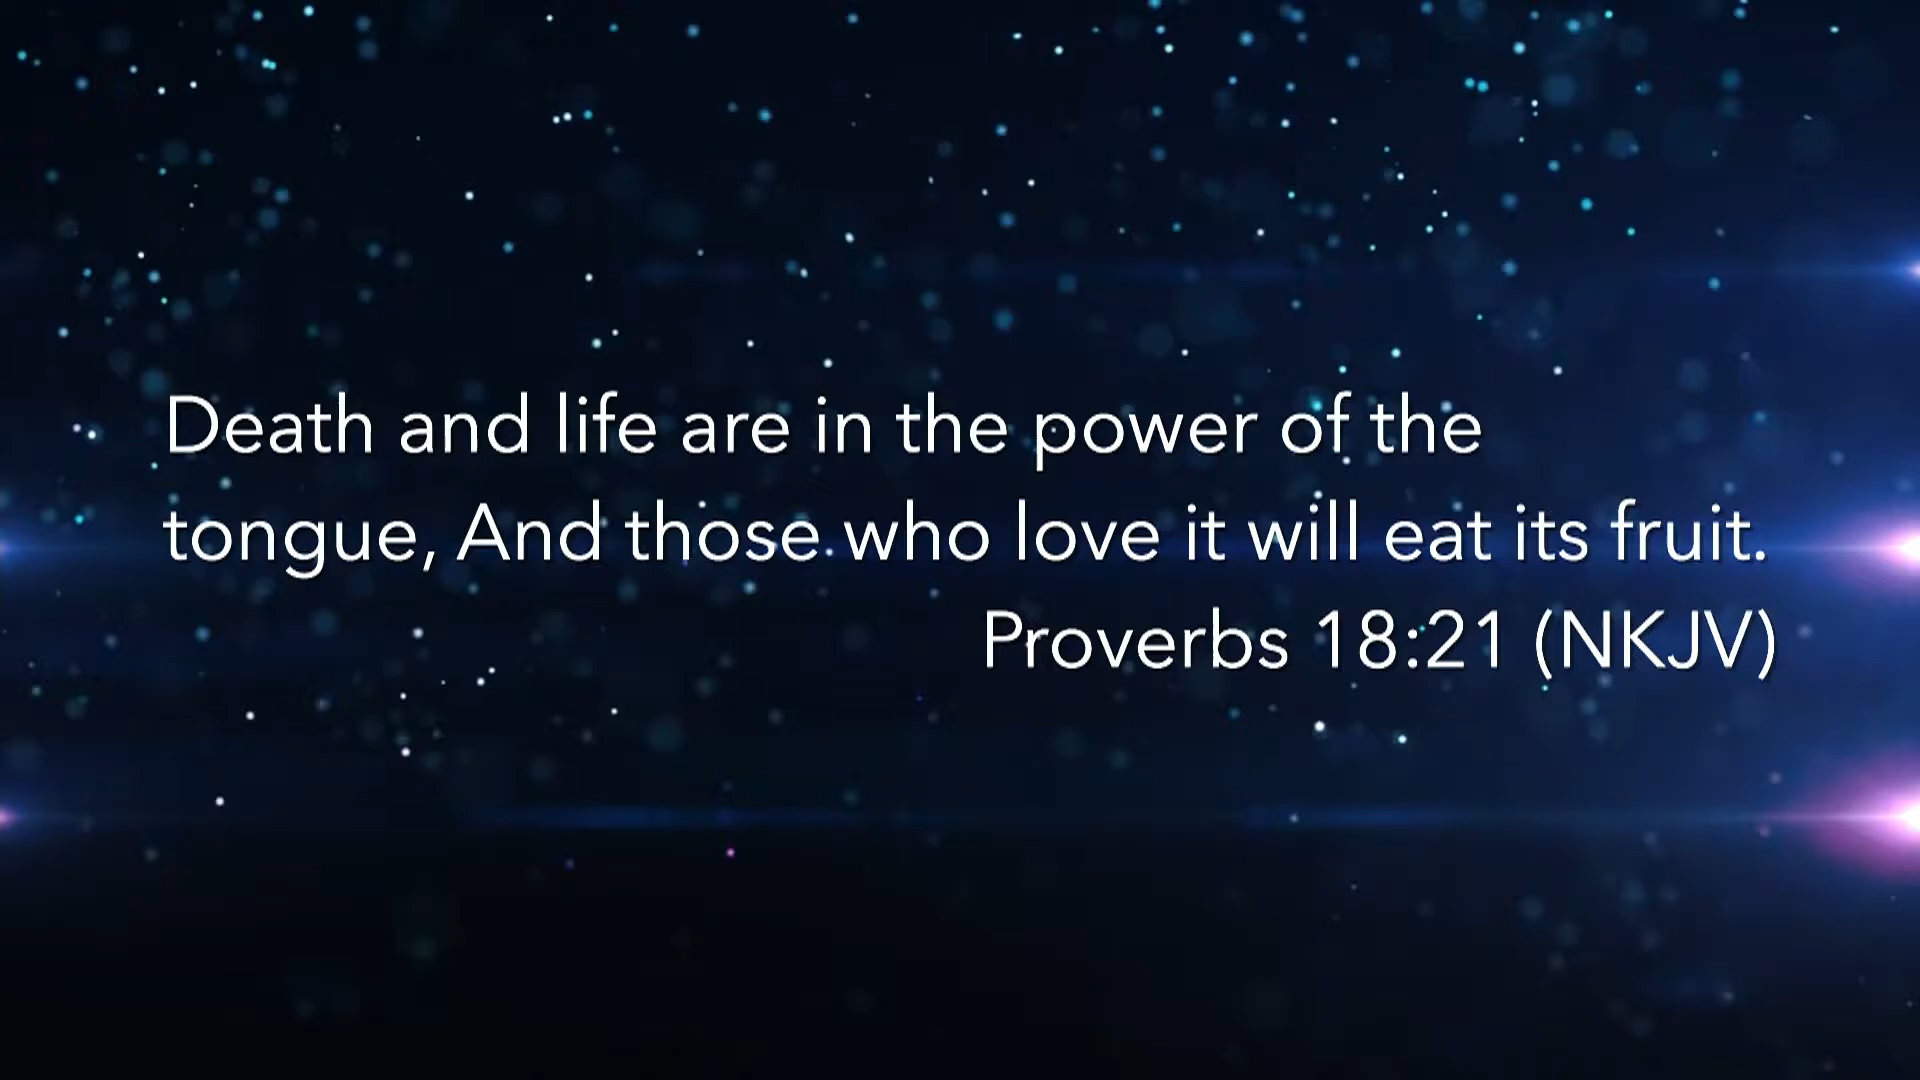 Death and life are in the power of the
tongue, And those who love it will eat its fruit.
Proverbs 18:21 (NKJV)